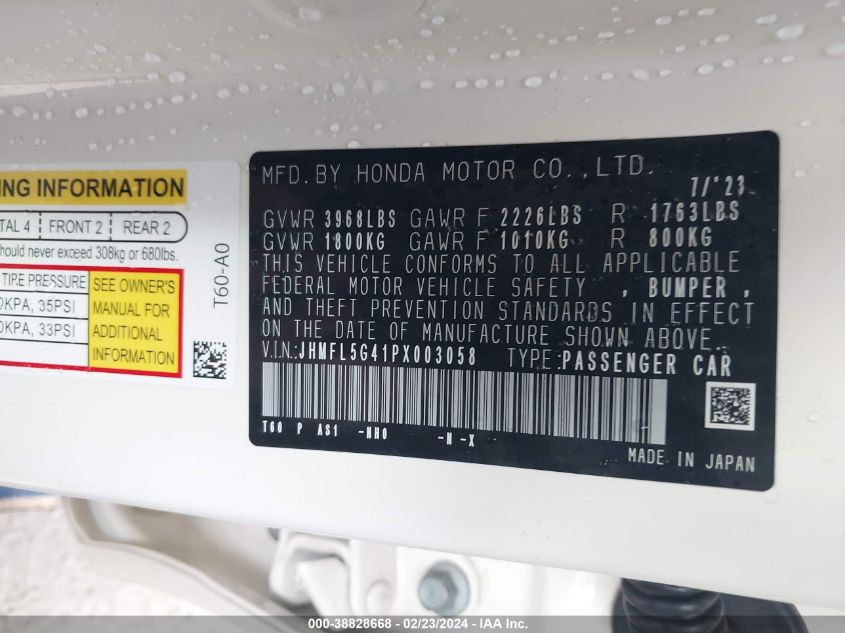 NG INFORMATION
TAL 4 FRONT 2 REAR 2
should never exceed 308kg or 680lbs.
TIRE PRESSURE
0KPA, 35PSI
0KPA, 33PSI
SEE OWNER'S
MANUAL FOR
ADDITIONAL
INFORMATION
T60-A0
MFD. BY HONDA MOTOR CO.,LTD.
7/'23
GVWR 3968LBS GAWR F 2226LBS R 1763LBS
GVWR 1800KG GAWR F 1010KG R 800KG
THIS VEHICLE CONFORMS TO ALL APPLICABLE
FEDERAL MOTOR VEHICLE SAFETY , BUMPER ,
AND THEFT PREVENTION STANDARDS IN EFFECT
ON THE DATE OF MANUFACTURE SHOWN ABOVE.
V.I.N:JHMFL5G41PX003058 TYPE:PASSENGER CAR
T60 P AS1 -NH0 -N -X
MADE IN JAPAN
000-38828668 - 02/23/2024 - IAA Inc.